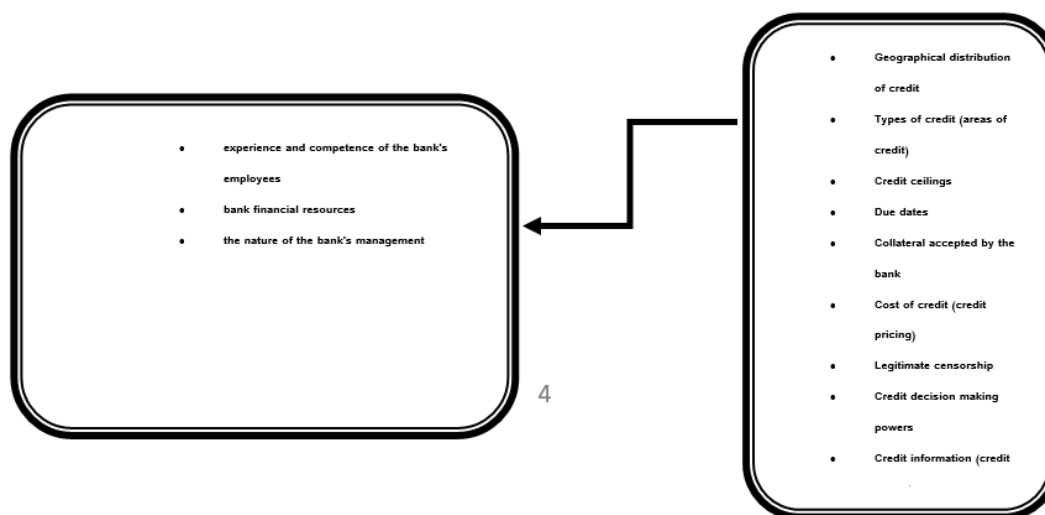 • experience and competence of the bank's
employees
• bank financial resources
• the nature of the bank's management
4
• Geographical distribution
of credit
• Types of credit (areas of
credit)
• Credit ceilings
• Due dates
• Collateral accepted by the
bank
• Cost of credit (credit
pricing)
• Legitimate censorship
• Credit decision making
powers
• Credit information (credit